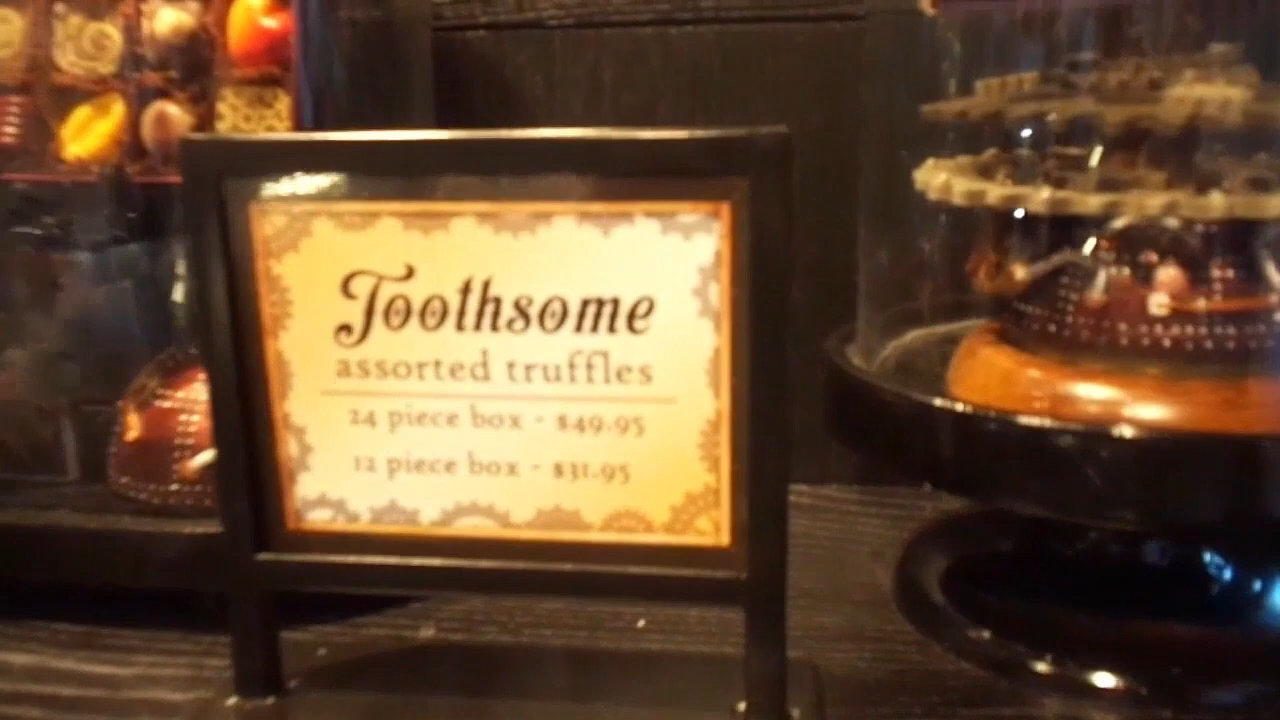 Toothsome
assorted truffles
24 piece box - $49.95
12 piece box - $31.95